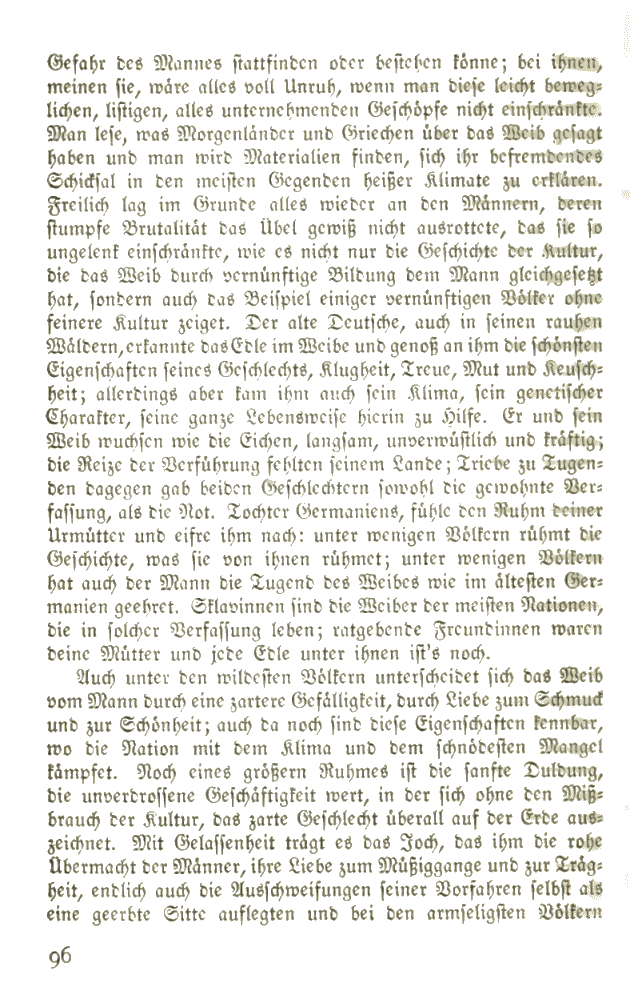 Gefahr des Mannes stattfinden oder bestehen könne; bei ihnen,
meinen sie, wäre alles voll Unruh, wenn man diese leicht beweg-
lichen, listigen, alles unternehmenden Geschöpfe nicht einschränkte.
Man lese, was Morgenländer und Griechen über das Weib gesagt
haben und man wird Materialien finden, sich ihr befremdendes
Schicksal in den meisten Gegenden heißer Klimate zu erklären.
Freilich lag im Grunde alles wieder an den Männern, deren
stumpfe Brutalität das Übel gewiß nicht ausrottete, das sie so
ungelenk einschränkte, wie es nicht nur die Geschichte der Kultur,
die das Weib durch vernünftige Bildung dem Mann gleichgesetzt
hat, sondern auch das Beispiel einiger vernünftigen Völker ohne
feinere Kultur zeiget. Der alte Deutsche, auch in seinen rauhen
Wäldern, erkannte das Edle im Weibe und genoß an ihm die schönsten
Eigenschaften seines Geschlechts, Klugheit, Treue, Mut und Keusch-
heit; allerdings aber kam ihm auch sein Klima, sein genetischer
Charakter, seine ganze Lebensweise hierin zu Hilfe. Er und sein
Weib wuchsen wie die Eichen, langsam, unverwüstlich und kräftig;
die Reize der Verführung fehlten seinem Lande; Triebe zu Tugen-
den dagegen gab beiden Geschlechtern sowohl die gewohnte Ver-
fassung, als die Not. Tochter Germaniens, fühle den Ruhm deiner
Urmütter und eifre ihm nach: unter wenigen Völkern rühmt die
Geschichte, was sie von ihnen rühmet; unter wenigen Völkern
hat auch der Mann die Tugend des Weibes wie im ältesten Ger-
manien geehret. Sklavinnen sind die Weiber der meisten Nationen,
die in solcher Verfassung leben; ratgebende Freundinnen waren
deine Mütter und jede Edle unter ihnen ist's noch.
Auch unter den wildesten Völkern unterscheidet sich das Weib
vom Mann durch eine zartere Gefälligkeit, durch Liebe zum Schmuck
und zur Schönheit; auch da noch sind diese Eigenschaften kennbar,
wo die Nation mit dem Klima und dem schnödesten Mangel
kämpfet. Noch eines größern Ruhmes ist die sanfte Duldung,
die unverdrossene Geschäftigkeit wert, in der sich ohne den Miß-
brauch der Kultur, das zarte Geschlecht überall auf der Erde aus-
zeichnet. Mit Gelassenheit trägt es das Joch, das ihm die rohe
Übermacht der Männer, ihre Liebe zum Müßiggange und zur Träg-
heit, endlich auch die Ausschweifungen seiner Vorfahren selbst als
eine geerbte Sitte auflegten und bei den armseligsten Völkern
96